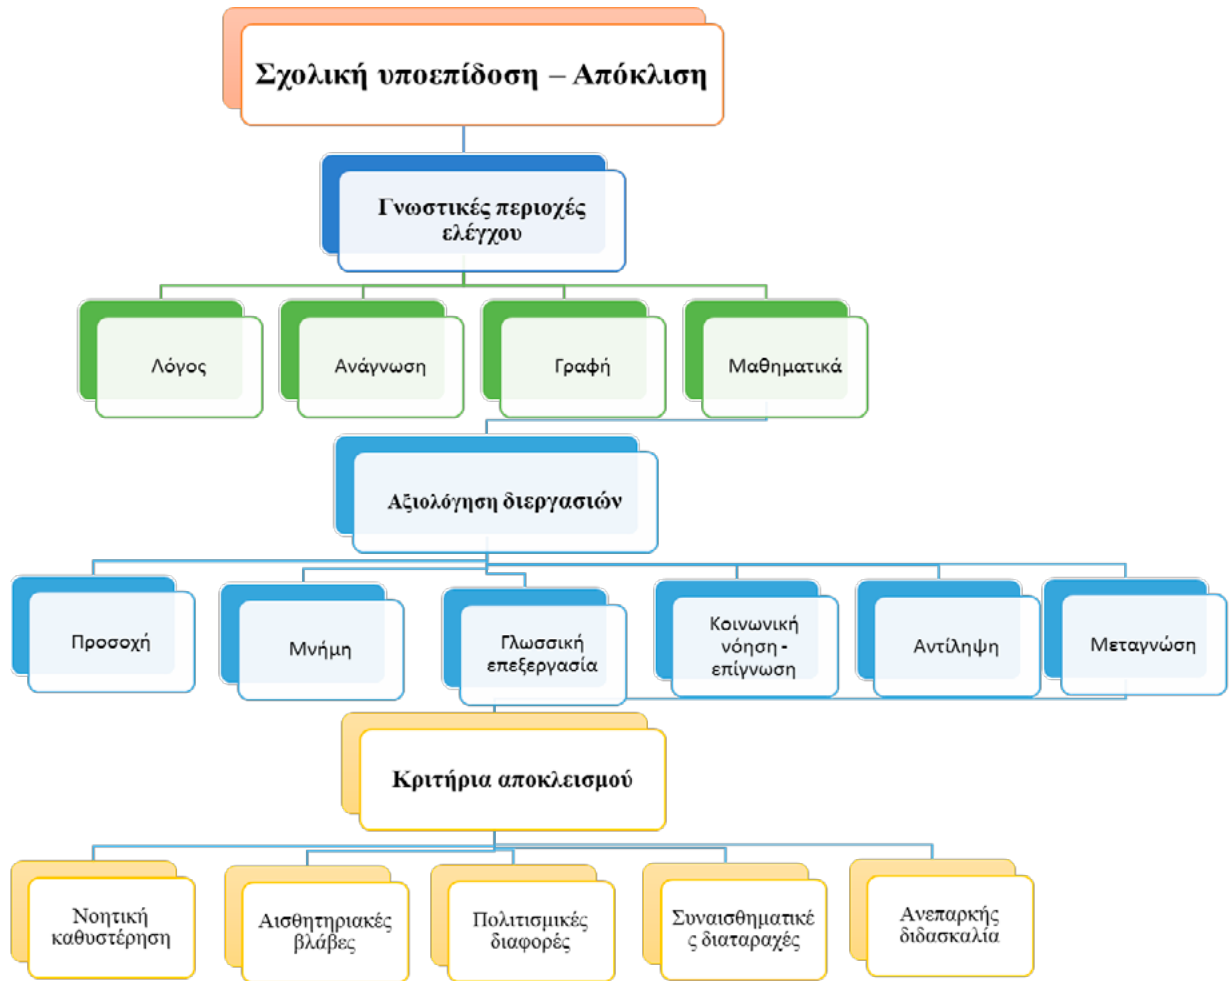 Σχολική υποεπίδοση – Απόκλιση
Γνωστικές περιοχές
ελέγχου
Λόγος
Ανάγνωση
Γραφή
Μαθηματικά
Αξιολόγηση διεργασιών
Προσοχή
Μνήμη
Γλωσσική
επεξεργασία
Κοινωνική
νόηση -
επίγνωση
Αντίληψη
Μεταγνώση
Κριτήρια αποκλεισμού
Νοητική
καθυστέρηση
Αισθητηριακές
βλάβες
Πολιτισμικές
διαφορές
Συναισθηματικέ
ς διαταραχές
Ανεπαρκής
διδασκαλία